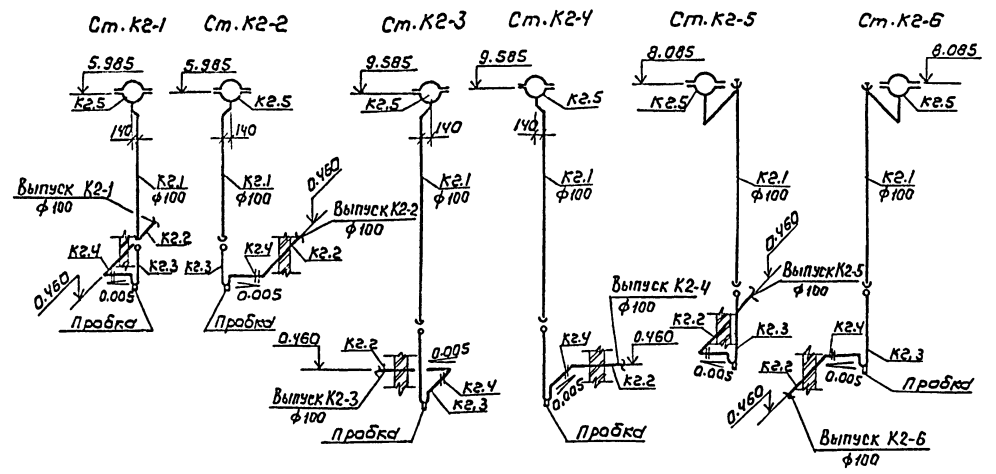 Ст. К2-1
5.985
К2.5
140
К2.1
ф100
Выпуск К2-1
ф100
К2.2
К2.4
К2.3
0.460
0.005
Пробка
Ст. К2-2
5.985
К2.5
140
К2.1
ф100
0.460
Выпуск К2-2
ф100
К2.2
К2.4
К2.3
0.005
Пробка
Ст. К2-3
9.585
К2.5
140
К2.1
ф100
0.460
К2.2
0.005
К2.4
К2.3
Выпуск К2-3
ф100
Пробка
Ст. К2-4
9.585
К2.5
140
К2.1
ф100
Выпуск К2-4
ф100
0.460
К2.4
К2.2
0.005
Пробка
Ст. К2-5
8.085
К2.5
К2.1
ф100
0.460
Выпуск К2-5
ф100
К2.2
К2.3
0.005
Ст. К2-6
8.085
К2.5
К2.1
ф100
К2.4
К2.2
К2.3
0.005
Пробка
0.460
Выпуск К2-6
ф100